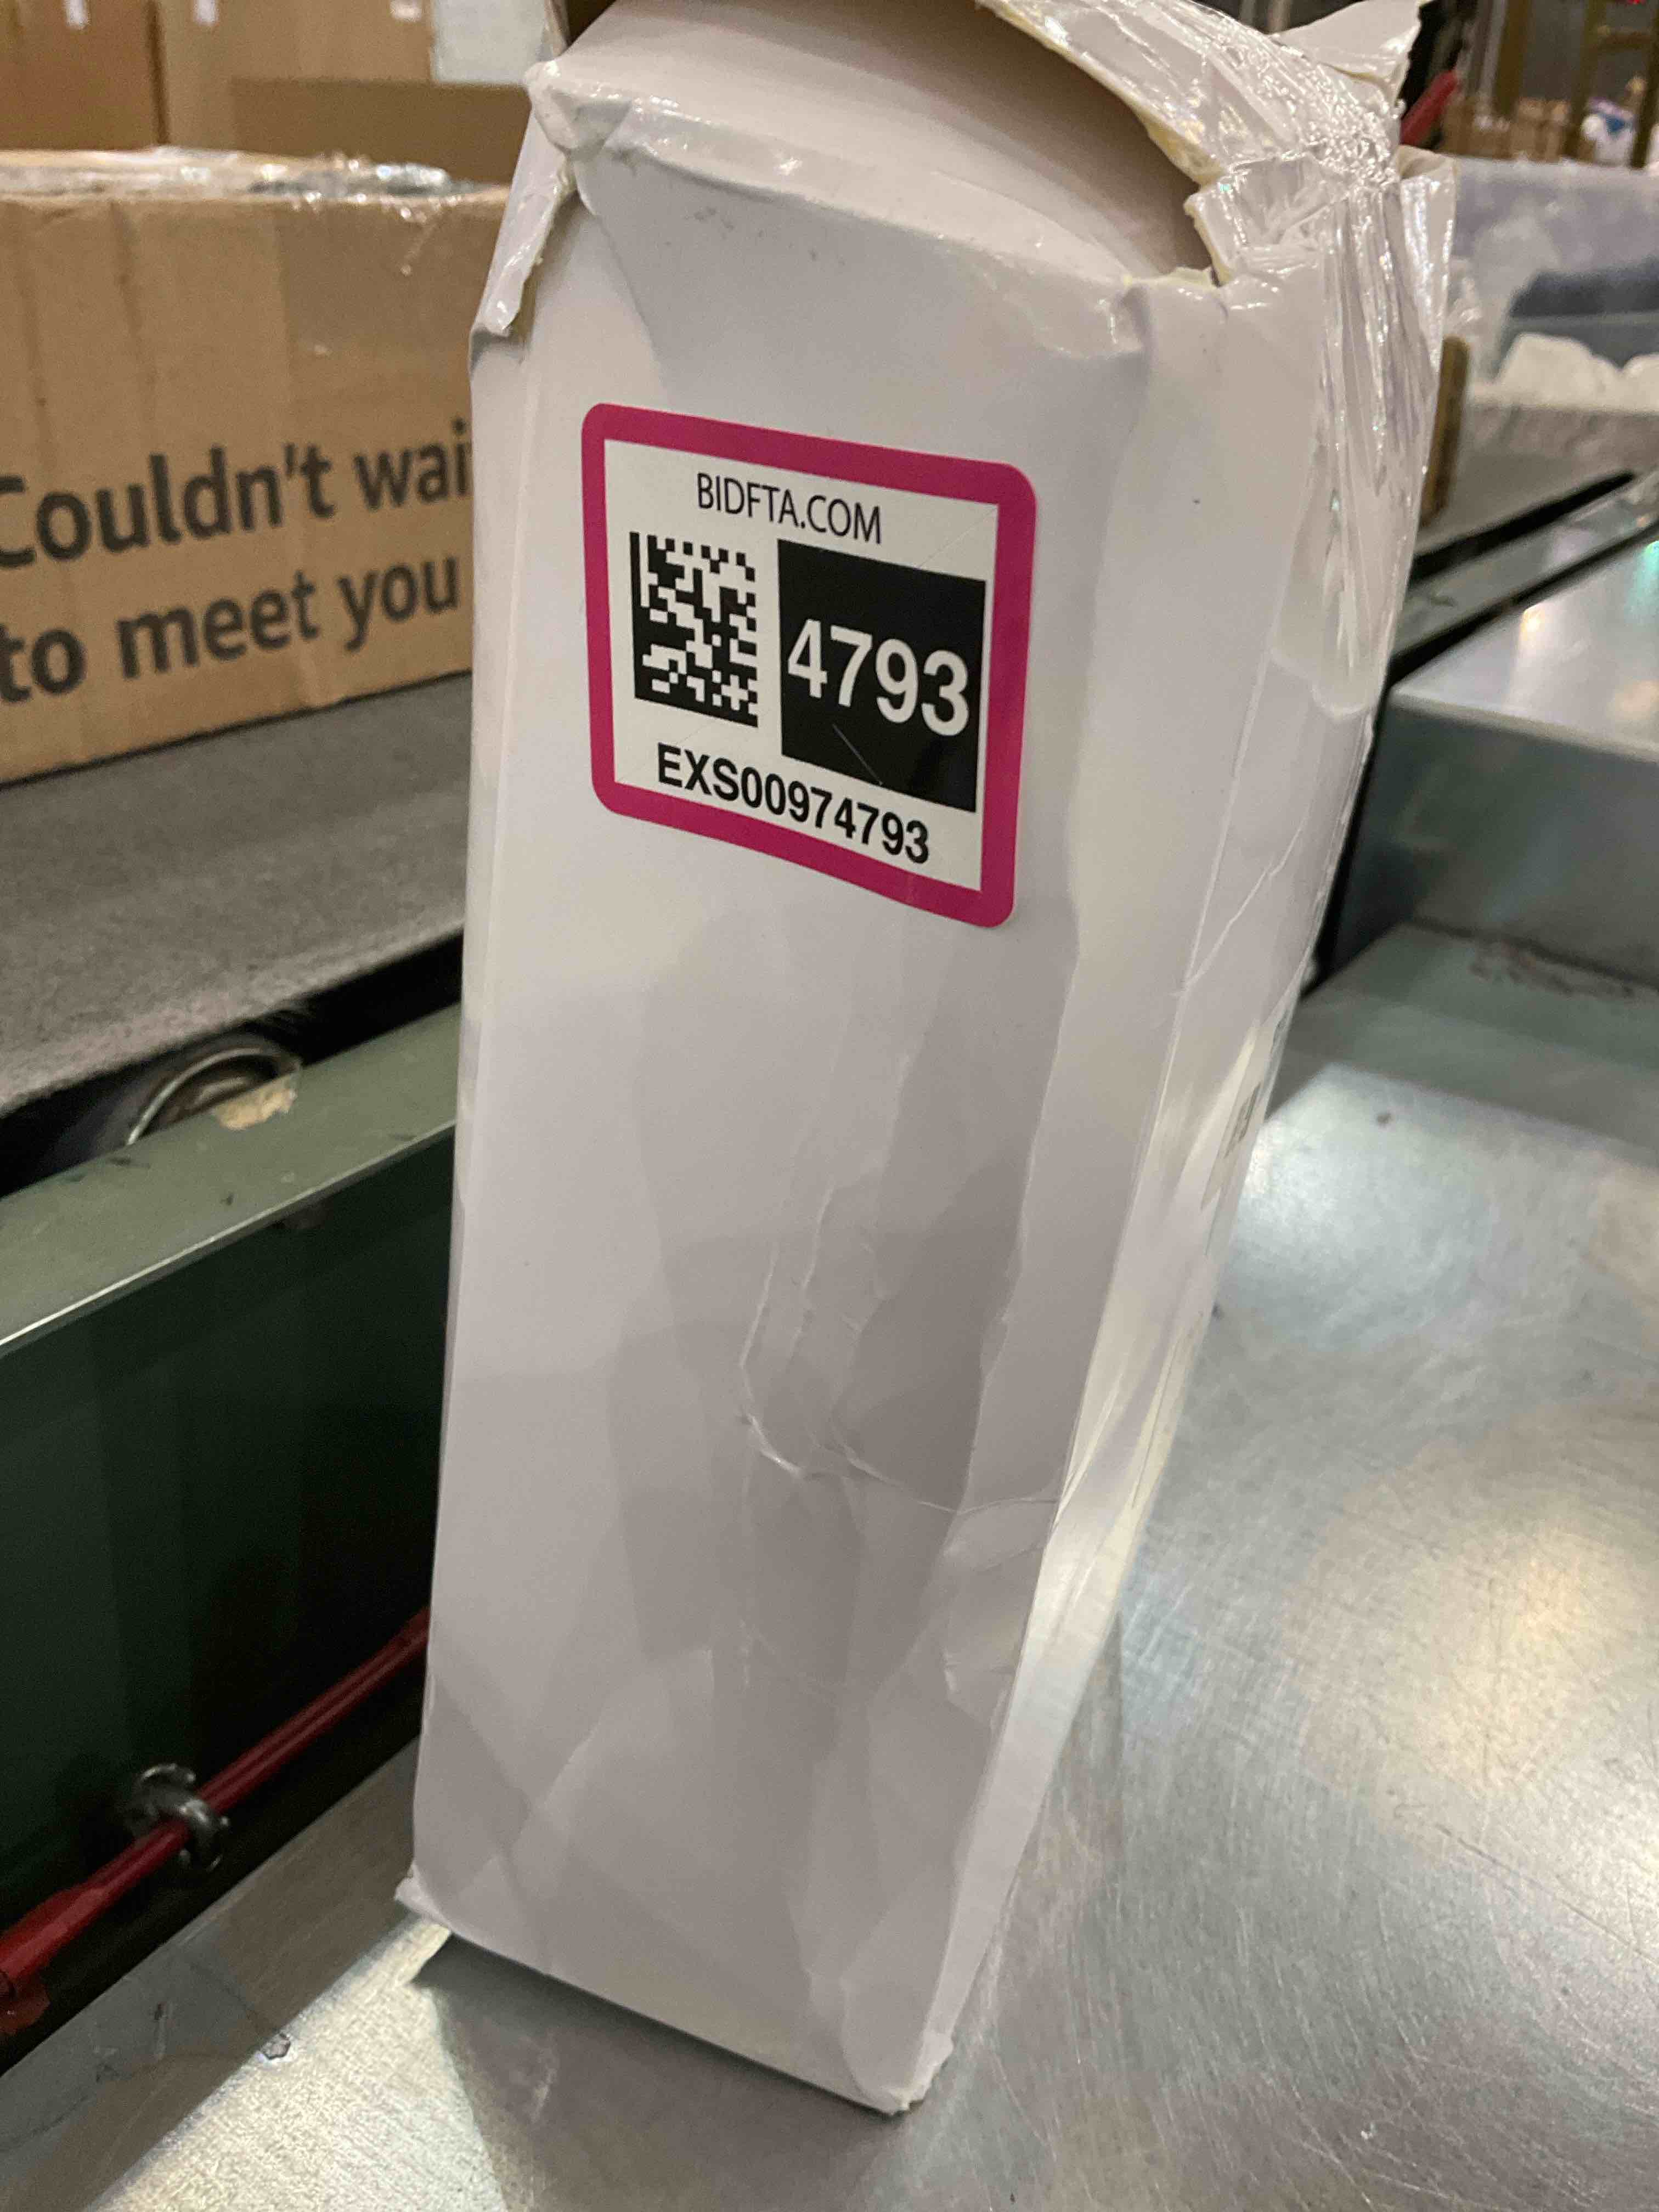 Couldn't wai
to meet you
BIDFTA.COM
4793
EXS00974793